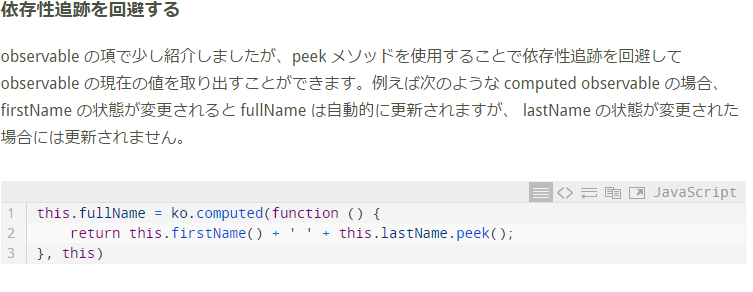 依存性追跡を回避する
observable の項で少し紹介しましたが、peek メソッドを使用することで依存性追跡を回避して
observable の現在の値を取り出すことができます。例えば次のような computed observable の場合、
firstName の状態が変更されると fullName は自動的に更新されますが、 lastName の状態が変更された
場合には更新されません。
JavaScript
1 this.fullName = ko.computed(function () {
2     return this.firstName() + ' ' + this.lastName.peek();
3 }, this)